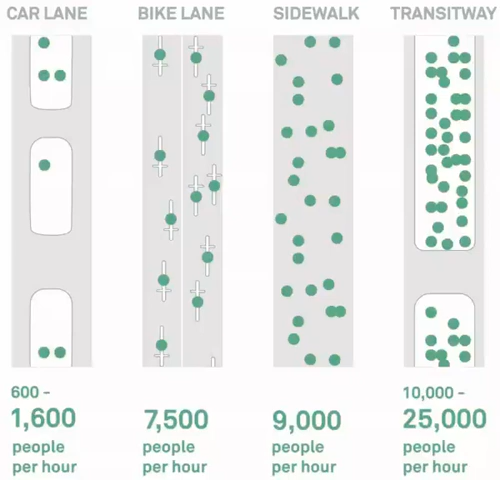 CAR LANE
BIKE LANE
SIDEWALK
TRANSITWAY
600 –
1,600
people
per hour
7,500
people
per hour
9,000
people
per hour
10,000 –
25,000
people
per hour